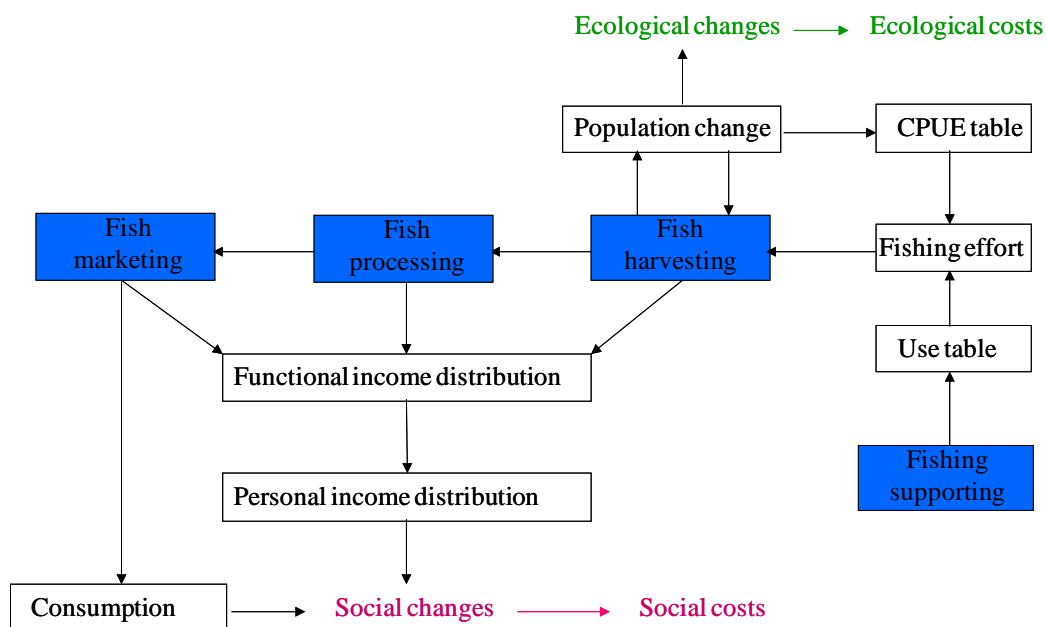 Ecological changes
Ecological costs
Population change
CPUE table
Fish
marketing
Fish
processing
Fish
harvesting
Fishing effort
Use table
Functional income distribution
Fishing
supporting
Personal income distribution
Consumption
Social changes
Social costs